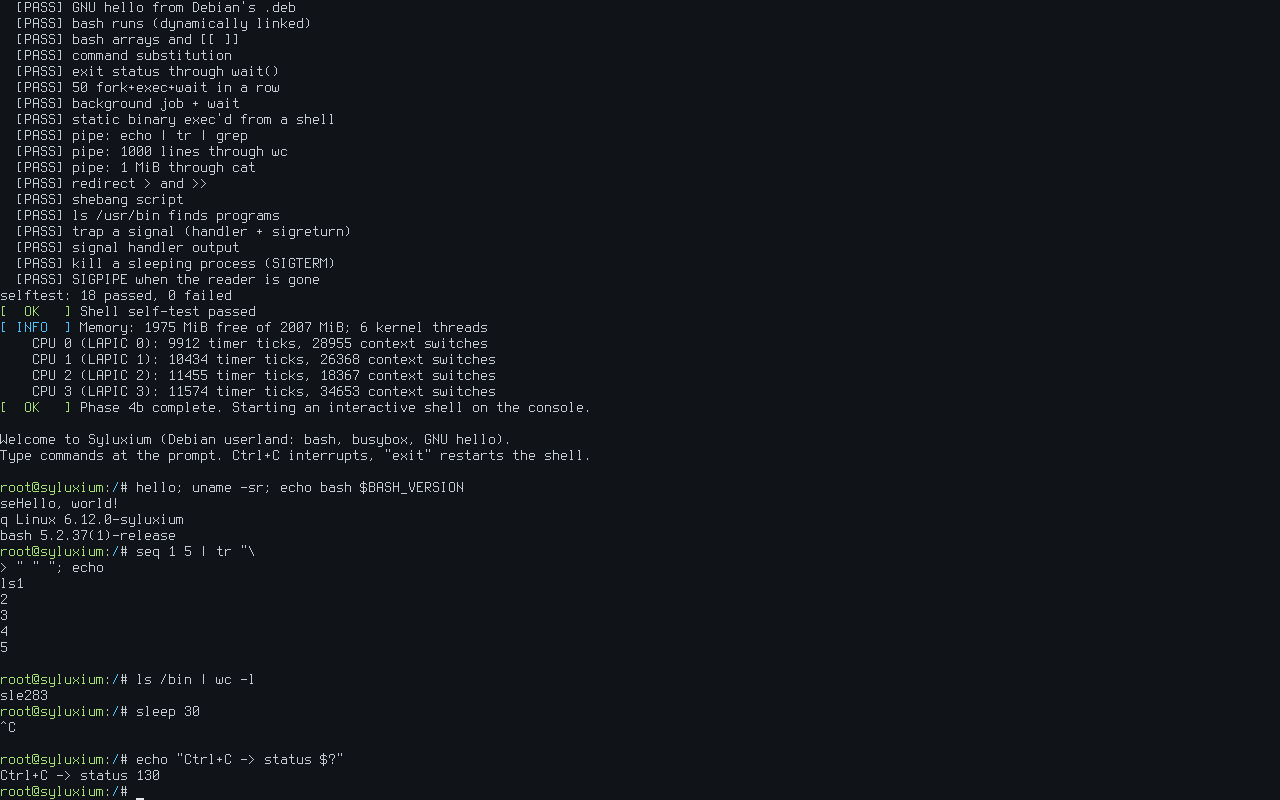 [PASS] GNU hello from Debian's .deb
[PASS] bash runs (dynamically linked)
[PASS] bash arrays and [[ ]]
[PASS] command substitution
[PASS] exit status through wait()
[PASS] 50 fork+exec+wait in a row
[PASS] background job + wait
[PASS] static binary exec'd from a shell
[PASS] pipe: echo | tr | grep
[PASS] pipe: 1000 lines through wc
[PASS] pipe: 1 MiB through cat
[PASS] redirect > and >>
[PASS] shebang script
[PASS] ls /usr/bin finds programs
[PASS] trap a signal (handler + sigreturn)
[PASS] signal handler output
[PASS] kill a sleeping process (SIGTERM)
[PASS] SIGPIPE when the reader is gone
selftest: 18 passed, 0 failed
[  OK   ] Shell self-test passed
[ INFO  ] Memory: 1975 MiB free of 2007 MiB; 6 kernel threads
    CPU 0 (LAPIC 0): 9912 timer ticks, 28955 context switches
    CPU 1 (LAPIC 1): 10434 timer ticks, 26368 context switches
    CPU 2 (LAPIC 2): 11455 timer ticks, 18367 context switches
    CPU 3 (LAPIC 3): 11574 timer ticks, 34653 context switches
[  OK   ] Phase 4b complete. Starting an interactive shell on the console.
Welcome to Syluxium (Debian userland: bash, busybox, GNU hello).
Type commands at the prompt. Ctrl+C interrupts, "exit" restarts the shell.
root@syluxium:/# hello; uname -sr; echo bash $BASH_VERSION
seHello, world!
q Linux 6.12.0-syluxium
bash 5.2.37(1)-release
root@syluxium:/# seq 1 5 | tr "\
> " " "; echo
ls1
2
3
4
5
root@syluxium:/# ls /bin | wc -l
sle283
root@syluxium:/# sleep 30
^C
root@syluxium:/# echo "Ctrl+C -> status $?"
Ctrl+C -> status 130
root@syluxium:/#